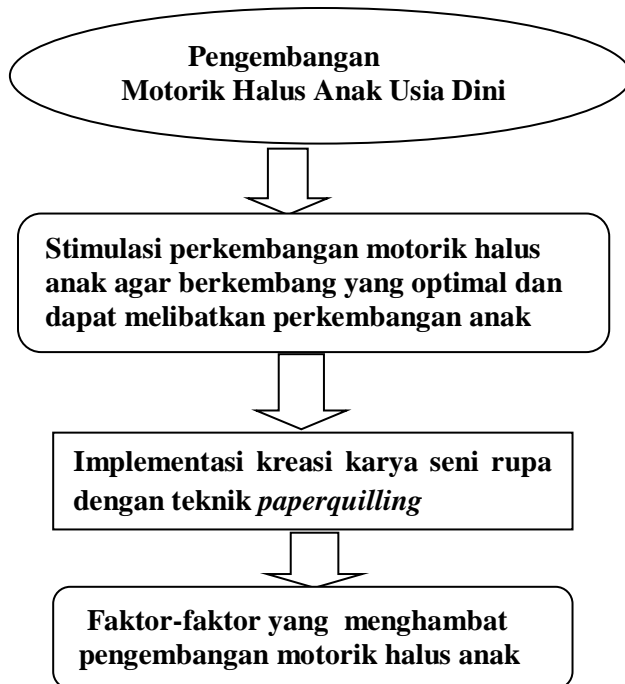 Pengembangan
Motorik Halus Anak Usia Dini
Stimulasi perkembangan motorik halus
anak agar berkembang yang optimal dan
dapat melibatkan perkembangan anak
Implementasi kreasi karya seni rupa
dengan teknik paperquilling
Faktor-faktor yang menghambat
pengembangan motorik halus anak